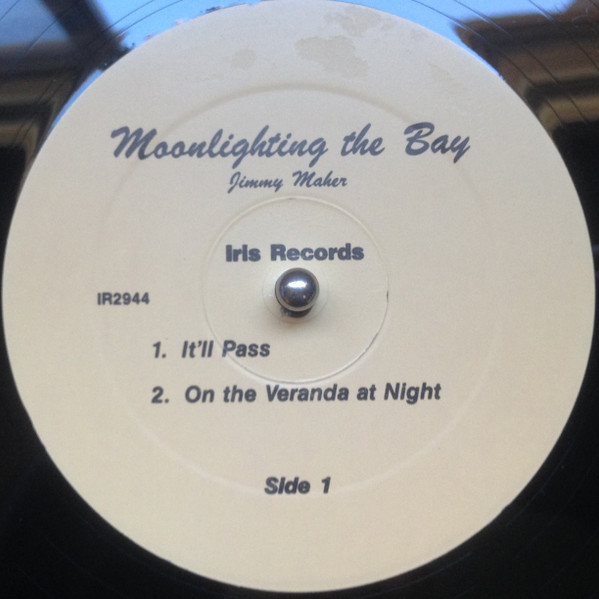 Moonlighting the Bay
Jimmy Maher
Iris Records
IR2944
1. It'll Pass
2. On the Veranda at Night
Side 1